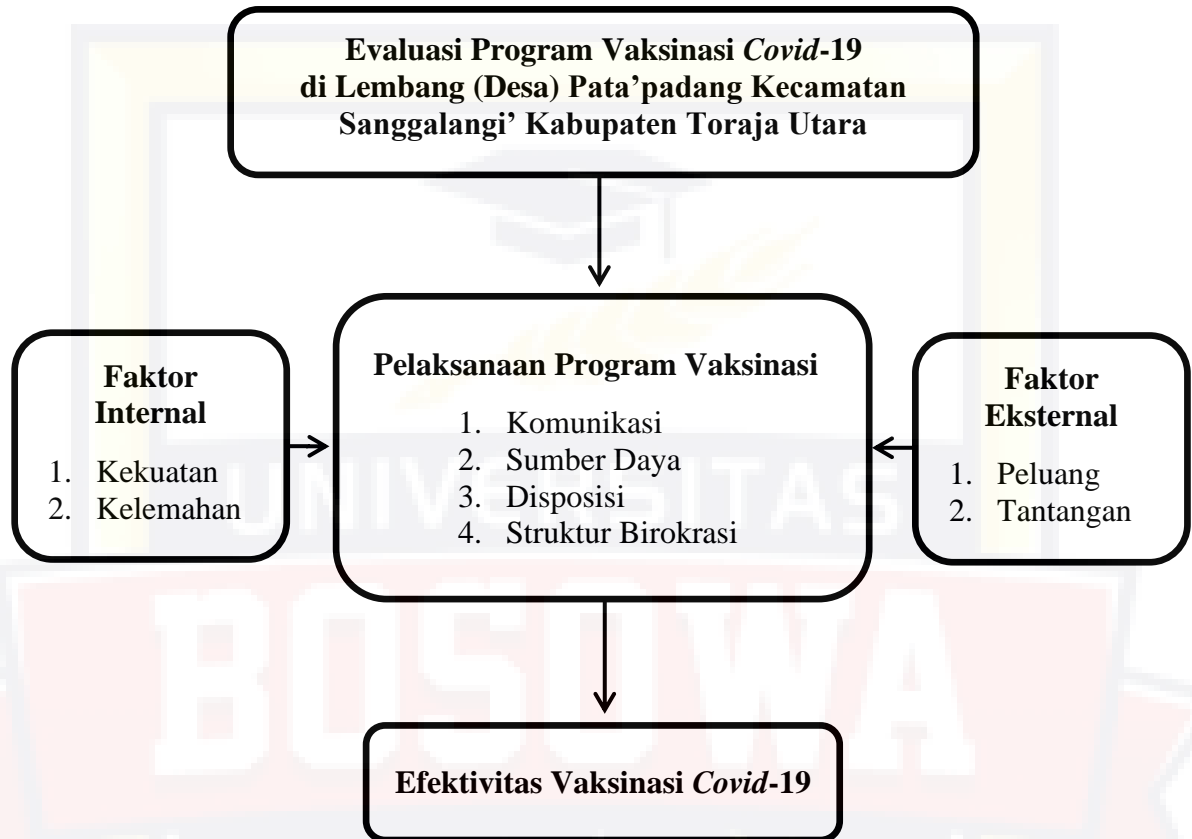 Evaluasi Program Vaksinasi Covid-19
di Lembang (Desa) Pata’padang Kecamatan
Sanggalangi’ Kabupaten Toraja Utara
Faktor
Internal
1. Kekuatan
2. Kelemahan
Pelaksanaan Program Vaksinasi
1. Komunikasi
2. Sumber Daya
3. Disposisi
4. Struktur Birokrasi
Faktor
Eksternal
1. Peluang
2. Tantangan
UNIVERSITAS
BOSOWA
Efektivitas Vaksinasi Covid-19